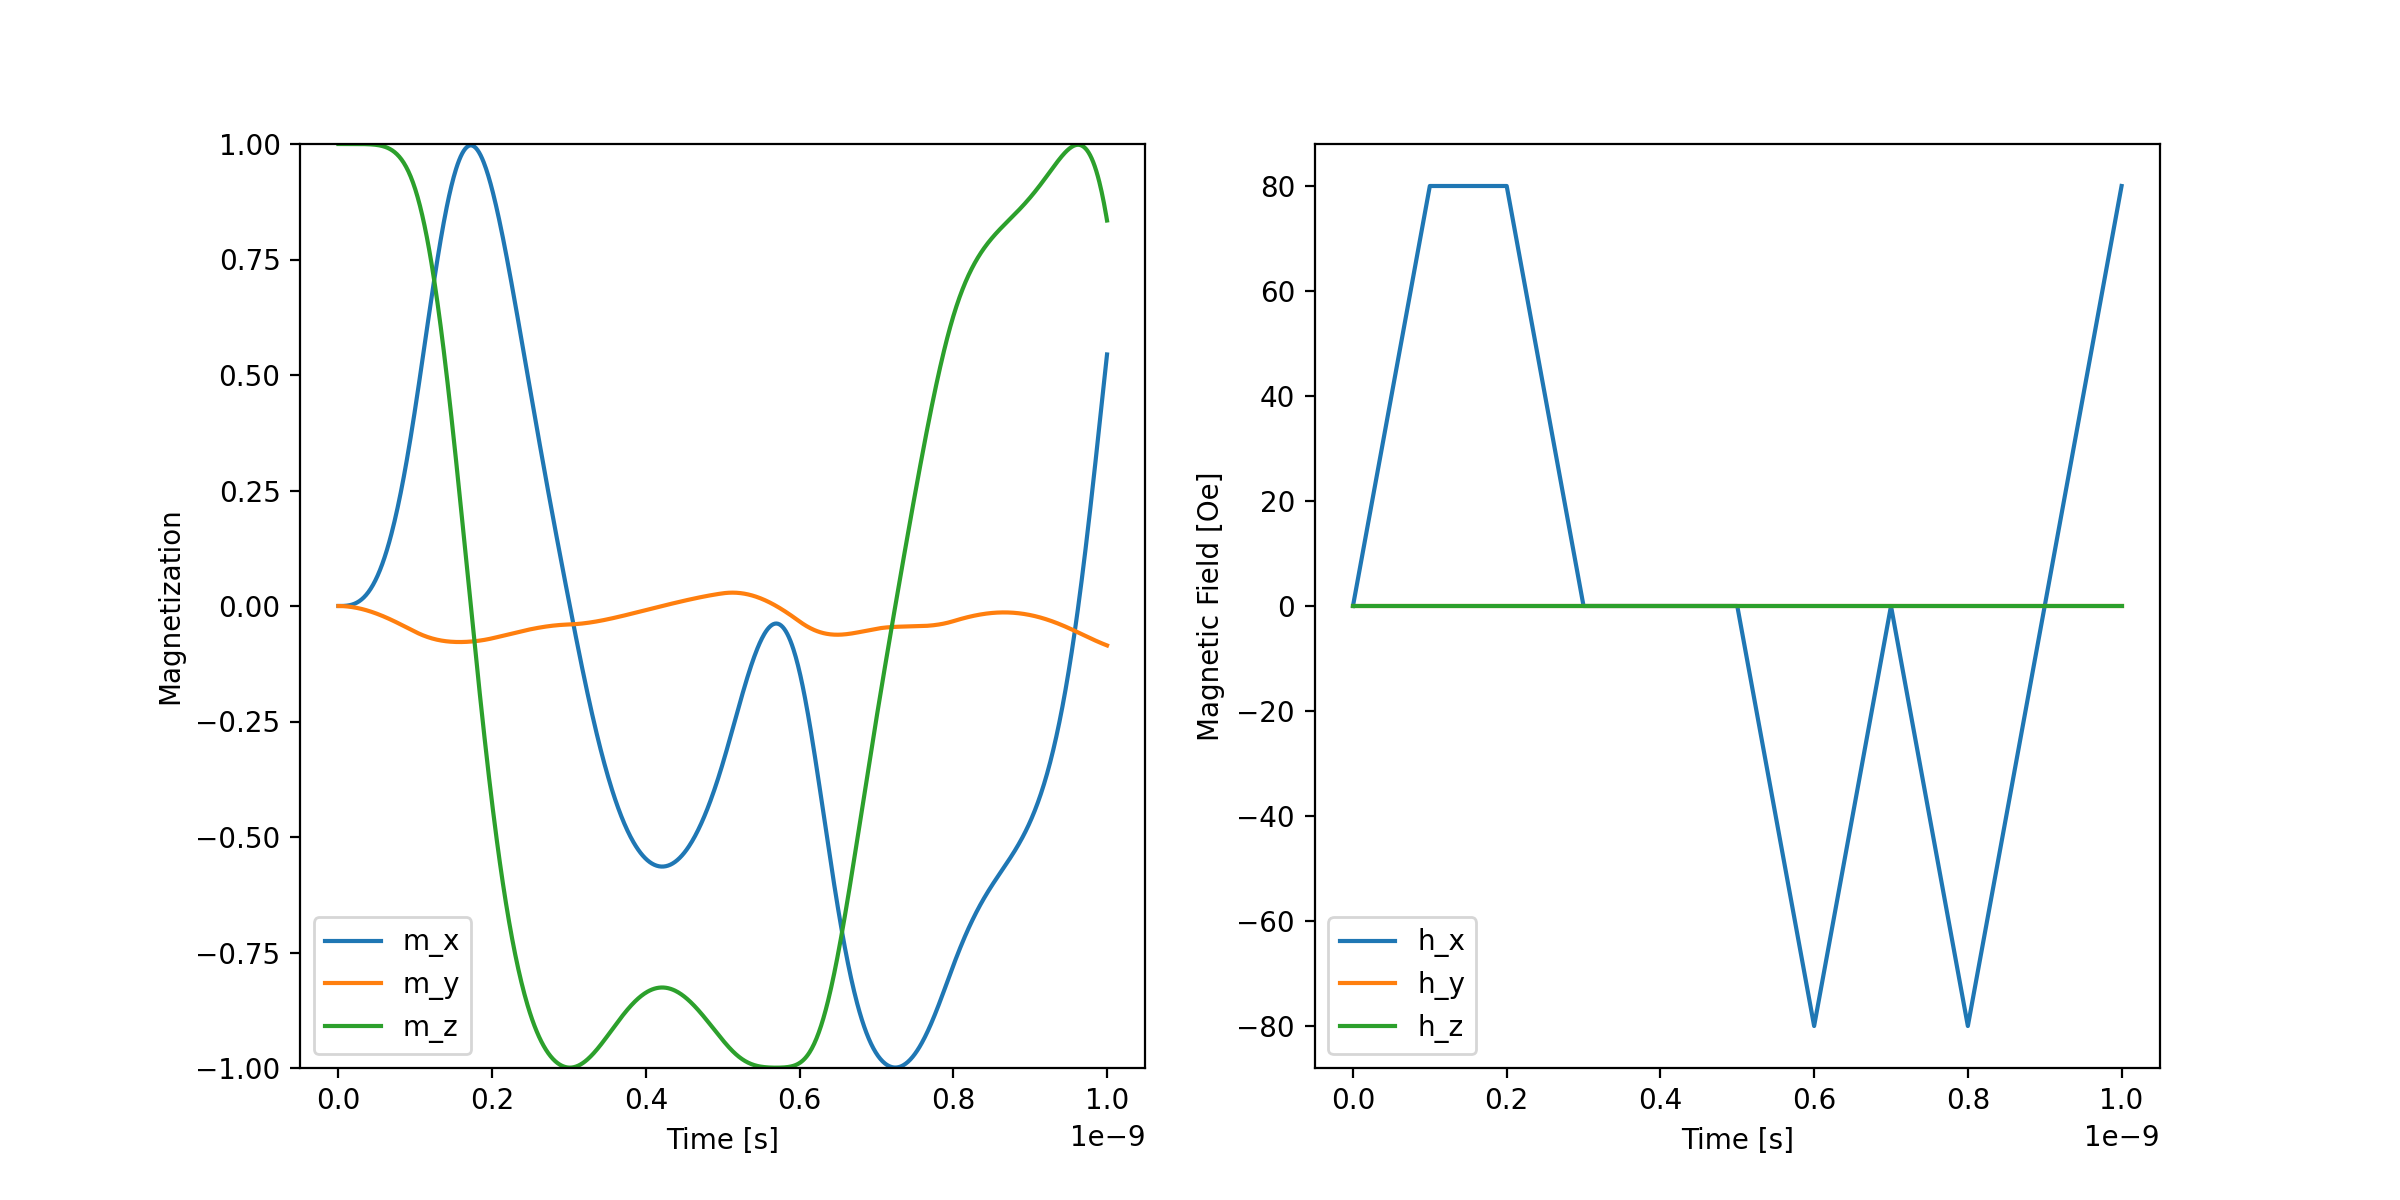 1.00
0.75
0.50
0.25
0.00
−0.25
−0.50
−0.75
−1.00
Magnetization
m_x
m_y
m_z
0.0 0.2 0.4 0.6 0.8 1.0
Time [s]
1e−9
80
60
40
20
0
−20
−40
−60
−80
Magnetic Field [Oe]
h_x
h_y
h_z
0.0 0.2 0.4 0.6 0.8 1.0
Time [s]
1e−9